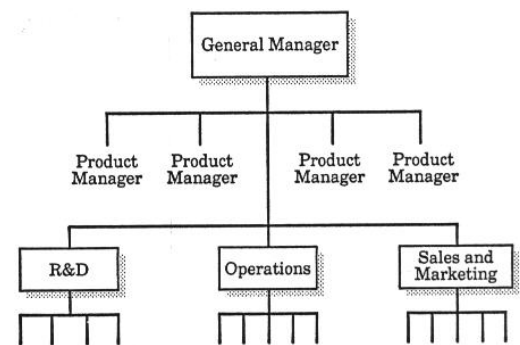 General Manager
Product Product Product Product
Manager Manager Manager Manager
R&D
Operations
Sales and
Marketing